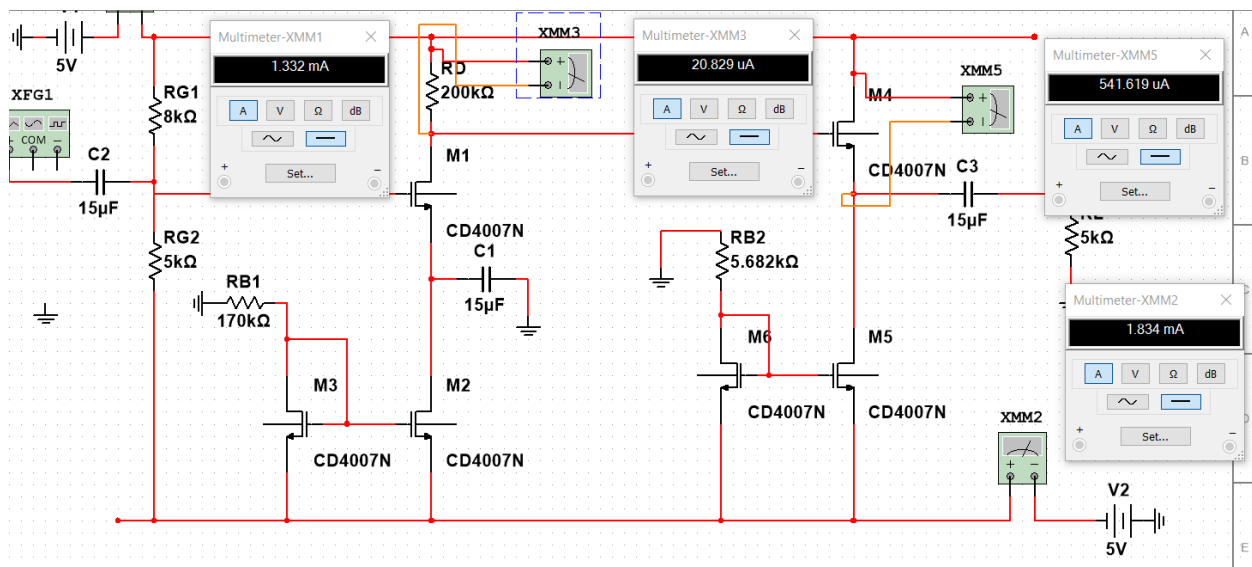 5V
XFG1
COM
C2
15μF
RG1
8kΩ
RG2
5kΩ
RB1
170kΩ
M3
CD4007N
Multimeter-XMM1
1.332 mA
A
V
Ω
dB
Set...
+
−
RD
200kΩ
M1
CD4007N
C1
15μF
M2
CD4007N
XMM3
+
I
Multimeter-XMM3
20.829 uA
A
V
Ω
dB
Set...
+
−
RB2
5.682kΩ
M6
CD4007N
M4
CD4007N
M5
CD4007N
XMM5
+
I
C3
15μF
Multimeter-XMM5
541.619 uA
A
V
Ω
dB
Set...
+
−
5kΩ
Multimeter-XMM2
1.834 mA
A
V
Ω
dB
Set...
+
−
XMM2
+
−
V2
5V
A
B
E